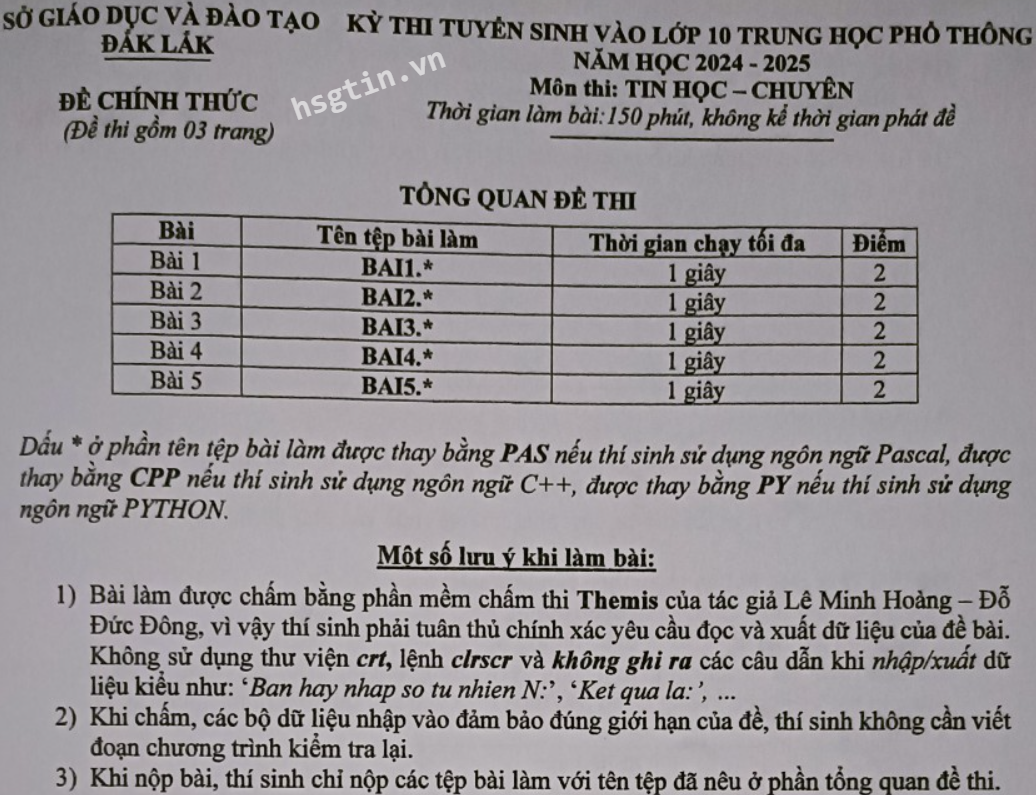 SỞ GIÁO DỤC VÀ ĐÀO TẠO
ĐẮK LẮK
ĐỀ CHÍNH THỨC
(Đề thi gồm 03 trang)
KỲ THI TUYỂN SINH VÀO LỚP 10 TRUNG HỌC PHỔ THÔNG
NĂM HỌC 2024 - 2025
Môn thi: TIN HỌC – CHUYÊN
Thời gian làm bài:150 phút, không kể thời gian phát đề
hsgtin.vn
TỔNG QUAN ĐỀ THI
Bài Tên tệp bài làm Thời gian chạy tối đa Điểm
Bài 1 BAI1.* 1 giây 2
Bài 2 BAI2.* 1 giây 2
Bài 3 BAI3.* 1 giây 2
Bài 4 BAI4.* 1 giây 2
Bài 5 BAI5.* 1 giây 2
Dấu * ở phần tên tệp bài làm được thay bằng PAS nếu thí sinh sử dụng ngôn ngữ Pascal, được
thay bằng CPP nếu thí sinh sử dụng ngôn ngữ C++, được thay bằng PY nếu thí sinh sử dụng
ngôn ngữ PYTHON.
Một số lưu ý khi làm bài:
1) Bài làm được chấm bằng phần mềm chấm thi Themis của tác giả Lê Minh Hoàng – Đỗ
Đức Đông, vì vậy thí sinh phải tuân thủ chính xác yêu cầu đọc và xuất dữ liệu của đề bài.
Không sử dụng thư viện crt, lệnh clrscr và không ghi ra các câu dẫn khi nhập/xuất dữ
liệu kiểu như: ‘Ban hay nhap so tu nhien N:’, ‘Ket qua la:’, ...
2) Khi chấm, các bộ dữ liệu nhập vào đảm bảo đúng giới hạn của đề, thí sinh không cần viết
đoạn chương trình kiểm tra lại.
3) Khi nộp bài, thí sinh chỉ nộp các tệp bài làm với tên tệp đã nêu ở phần tổng quan đề thi.